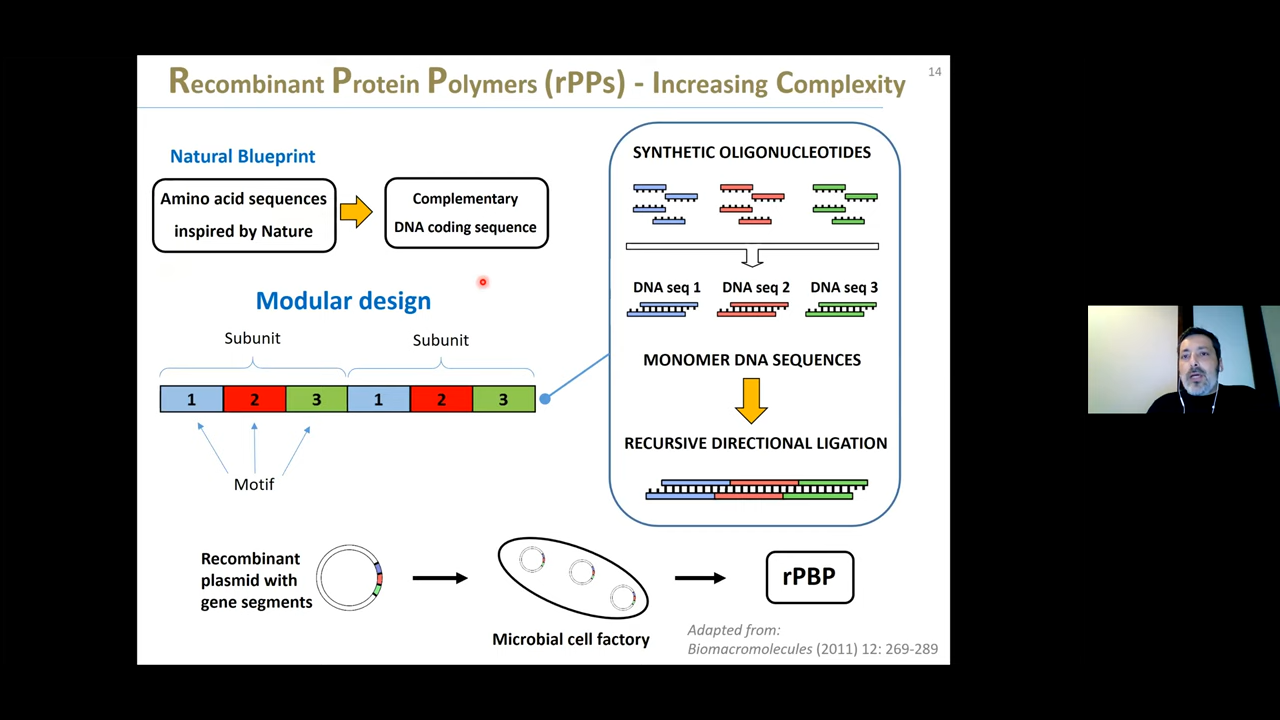 Recombinant Protein Polymers (rPPs) - Increasing Complexity
14
Natural Blueprint
Amino acid sequences
inspired by Nature
Complementary
DNA coding sequence
Modular design
Subunit
Subunit
1 2 3 1 2 3
Motif
SYNTHETIC OLIGONUCLEOTIDES
DNA seq 1 DNA seq 2 DNA seq 3
MONOMER DNA SEQUENCES
RECURSIVE DIRECTIONAL LIGATION
Recombinant
plasmid with
gene segments
Microbial cell factory
rPBP
Adapted from:
Biomacromolecules (2011) 12: 269-289